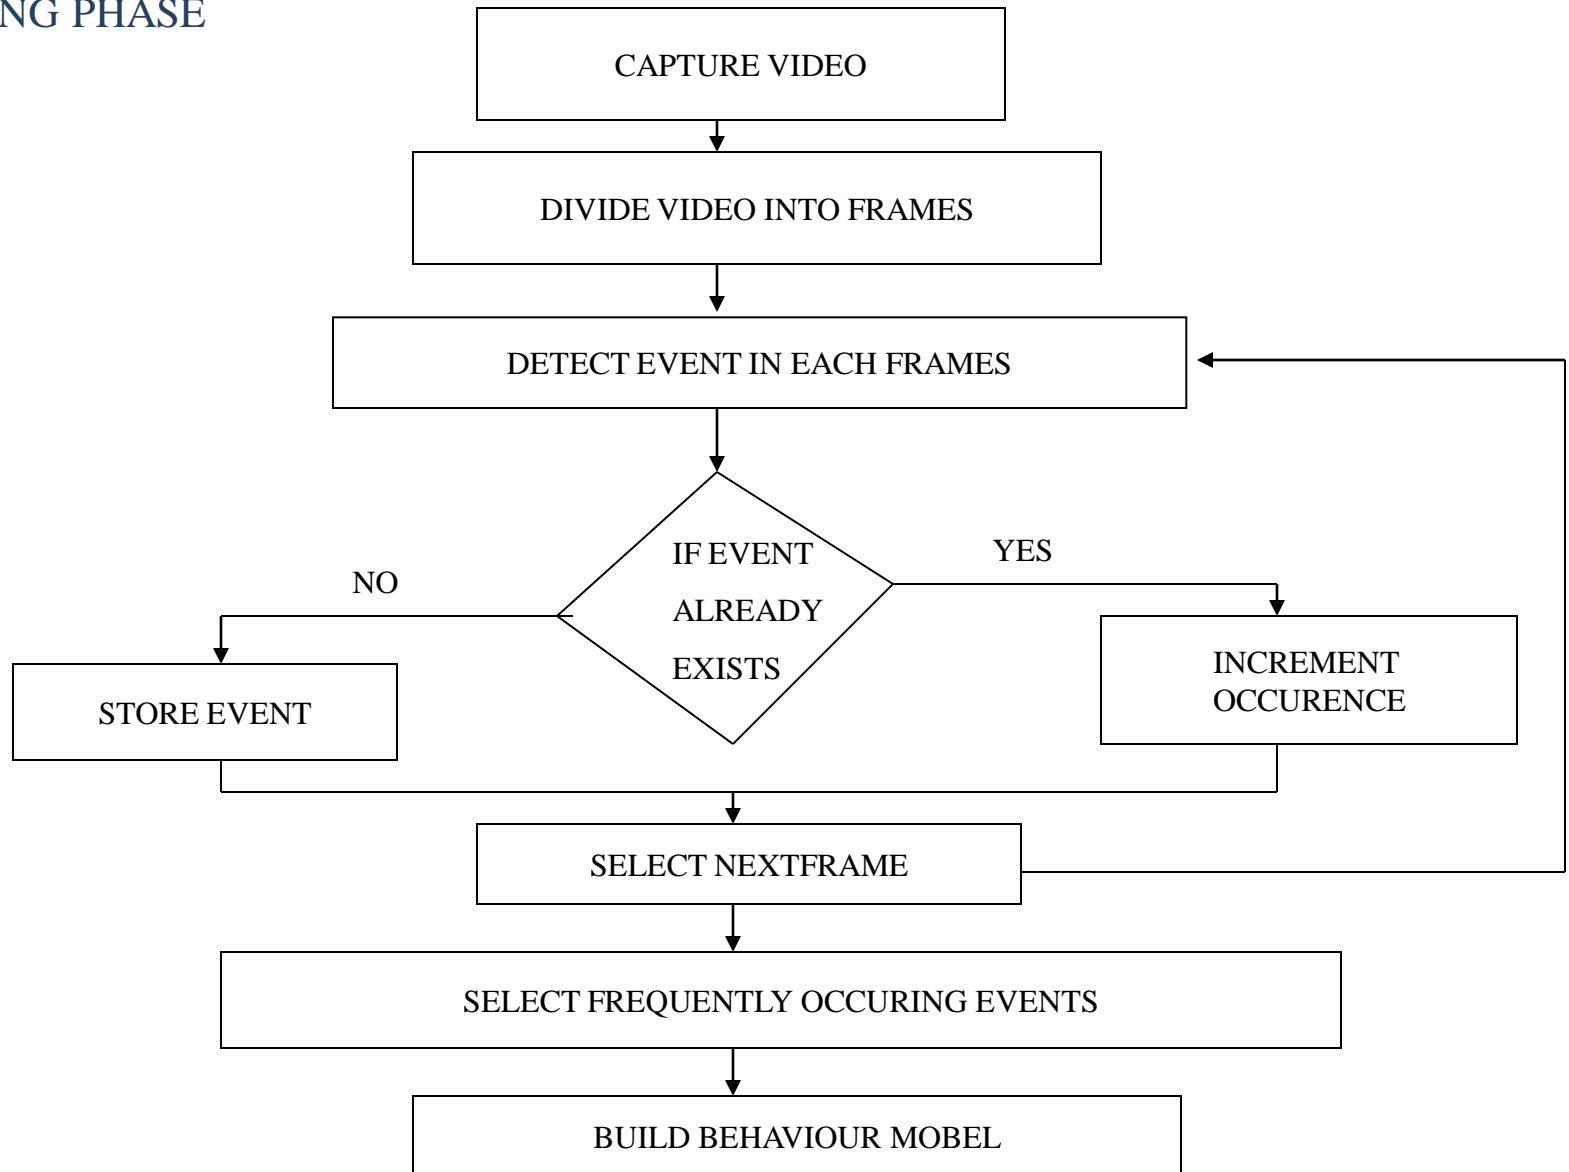 NG PHASE
CAPTURE VIDEO
DIVIDE VIDEO INTO FRAMES
DETECT EVENT IN EACH FRAMES
IF EVENT
ALREADY
EXISTS
YES
NO
INCREMENT
OCCURENCE
STORE EVENT
SELECT NEXTFRAME
SELECT FREQUENTLY OCCURING EVENTS
BUILD BEHAVIOUR MOBEL